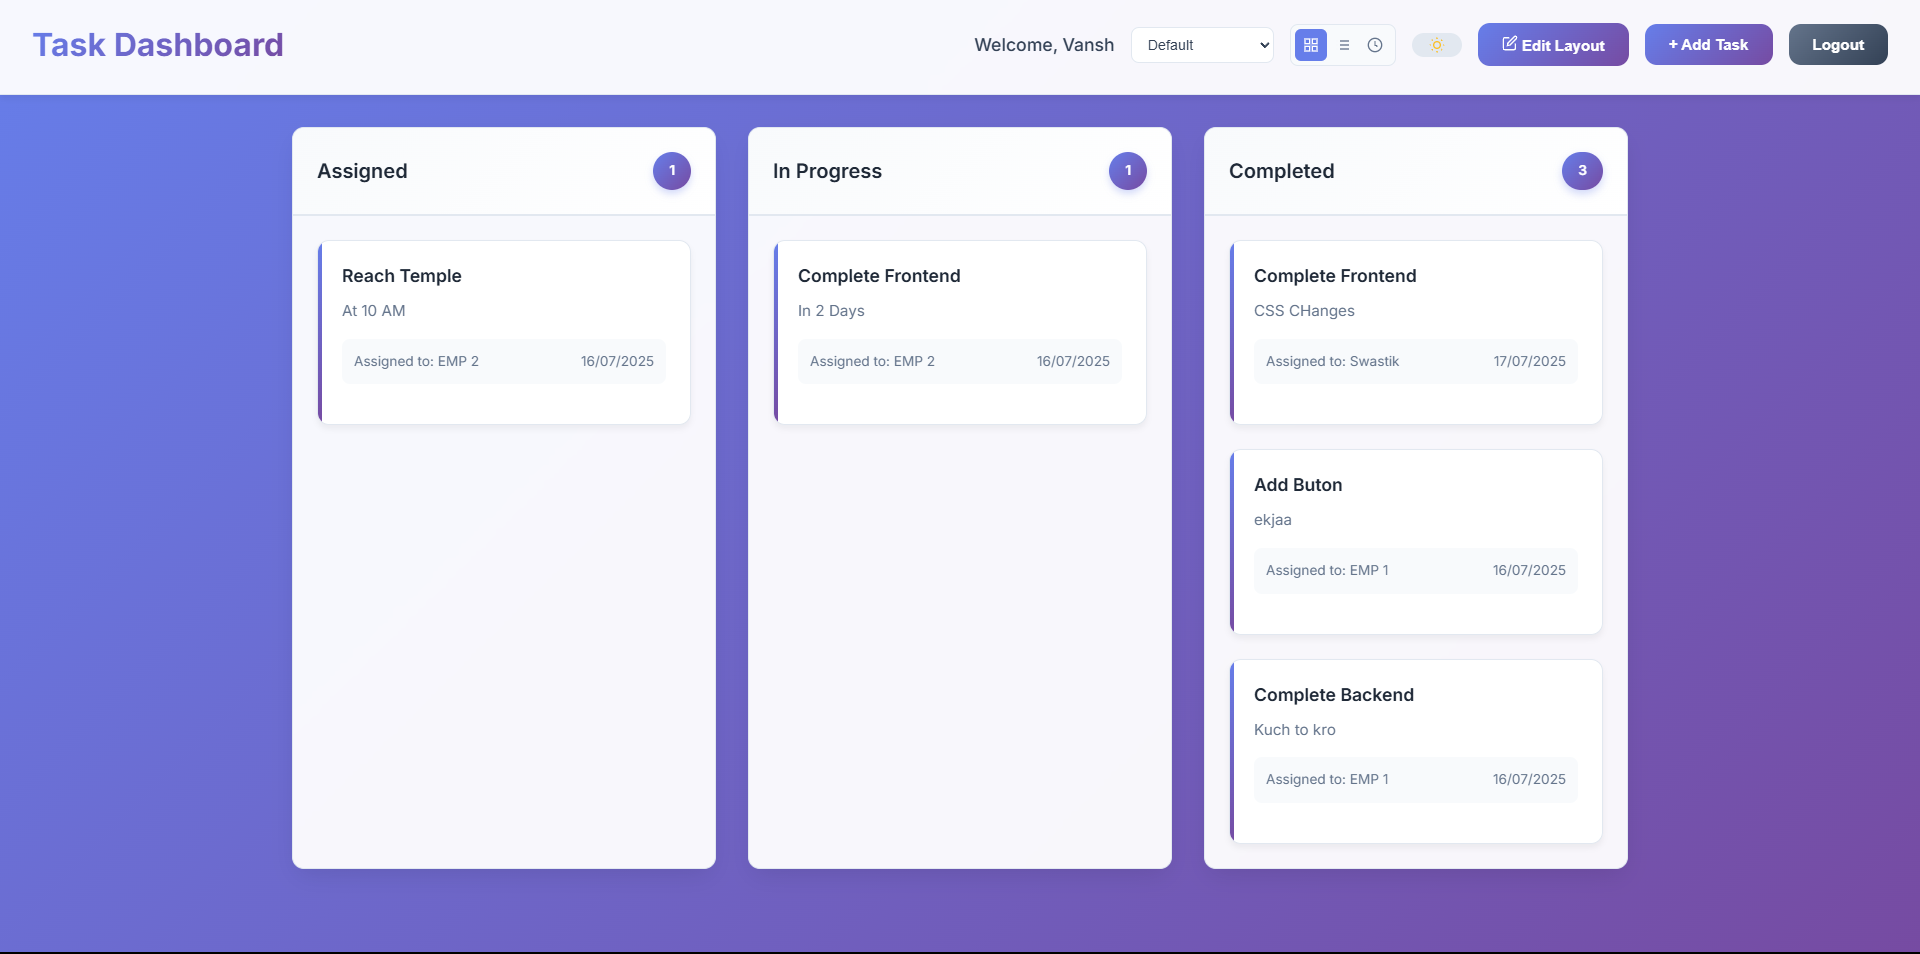 Task Dashboard
Welcome, Vansh
Default
Edit Layout
+ Add Task
Logout
Assigned
1
Reach Temple
At 10 AM
Assigned to: EMP 2
16/07/2025
In Progress
1
Complete Frontend
In 2 Days
Assigned to: EMP 2
16/07/2025
Completed
3
Complete Frontend
CSS CHanges
Assigned to: Swastik
17/07/2025
Add Buton
ekjaa
Assigned to: EMP 1
16/07/2025
Complete Backend
Kuch to kro
Assigned to: EMP 1
16/07/2025